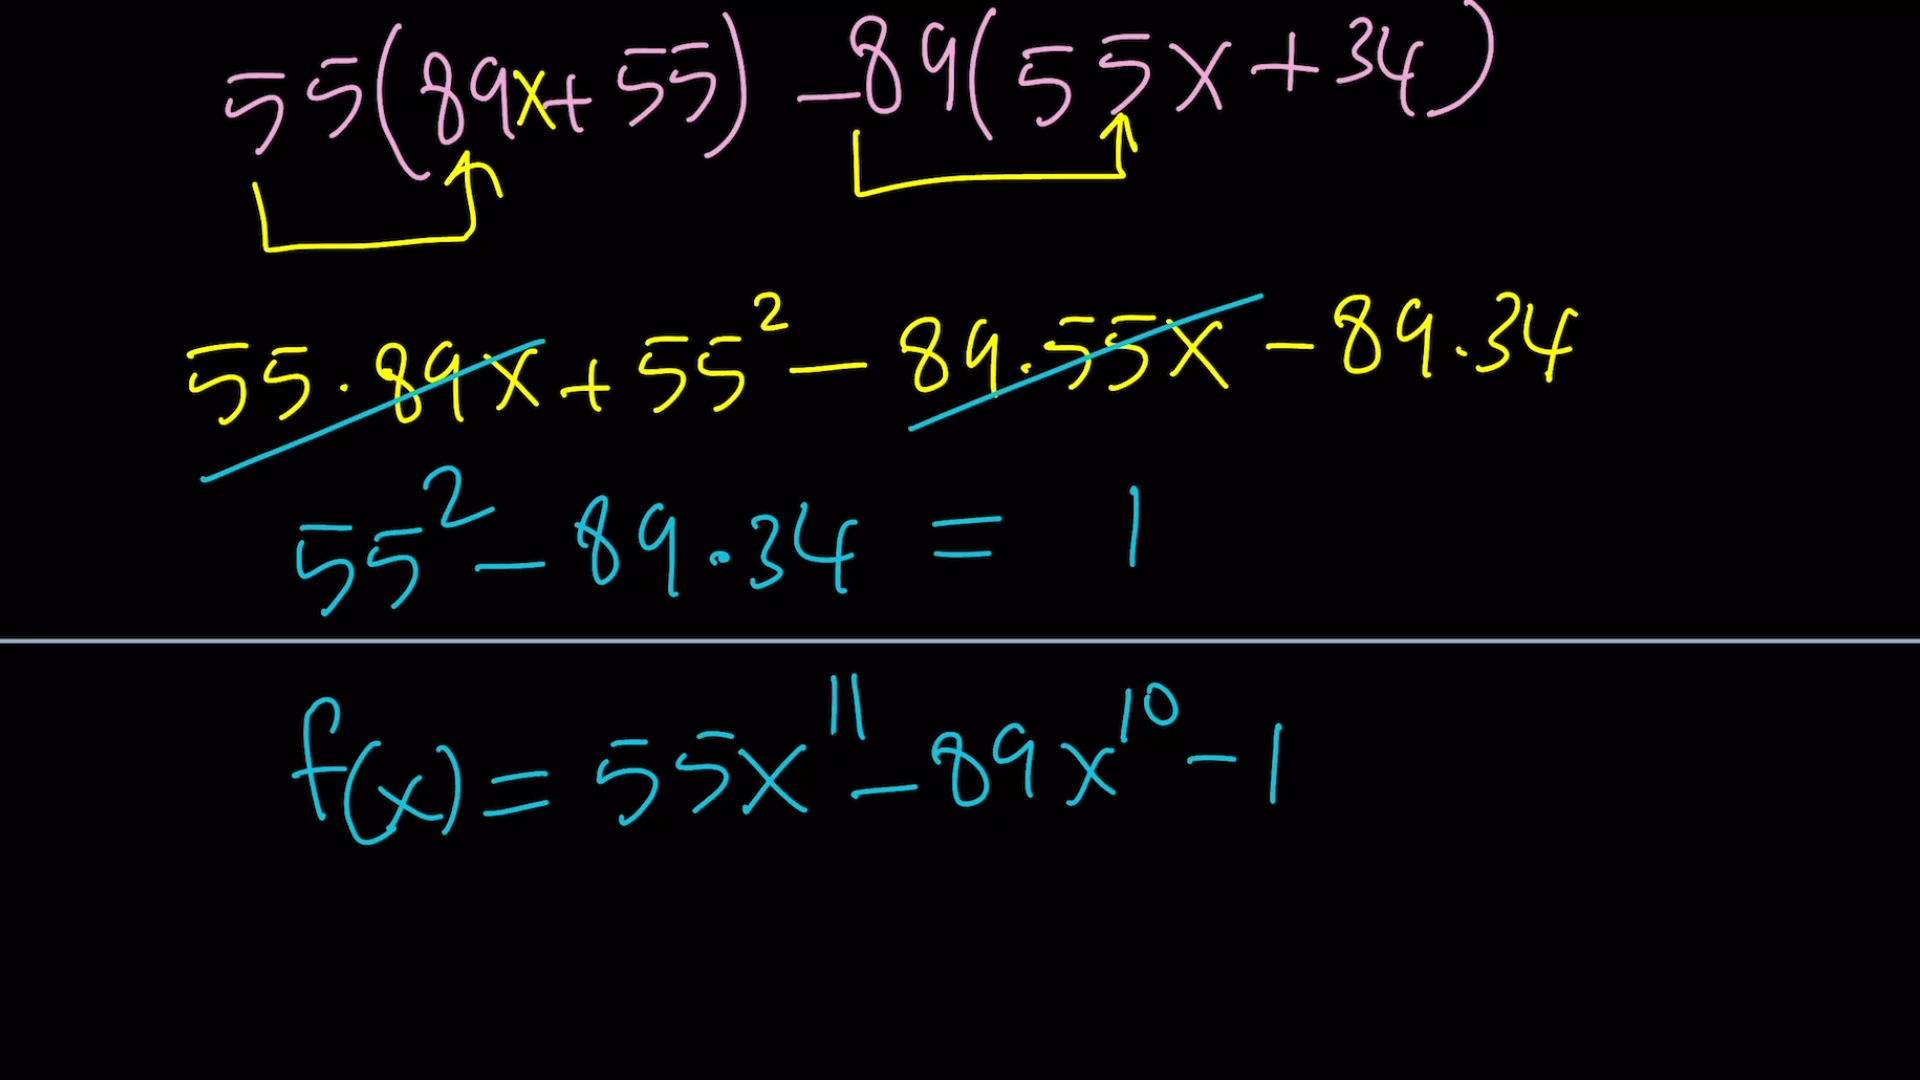 55(89x+55) -89(55x+34)
55.89x+55² - 89.55x - 89.34
55² - 89.34 = 1
f(x) = 55x¹¹ - 89x¹⁰ - 1